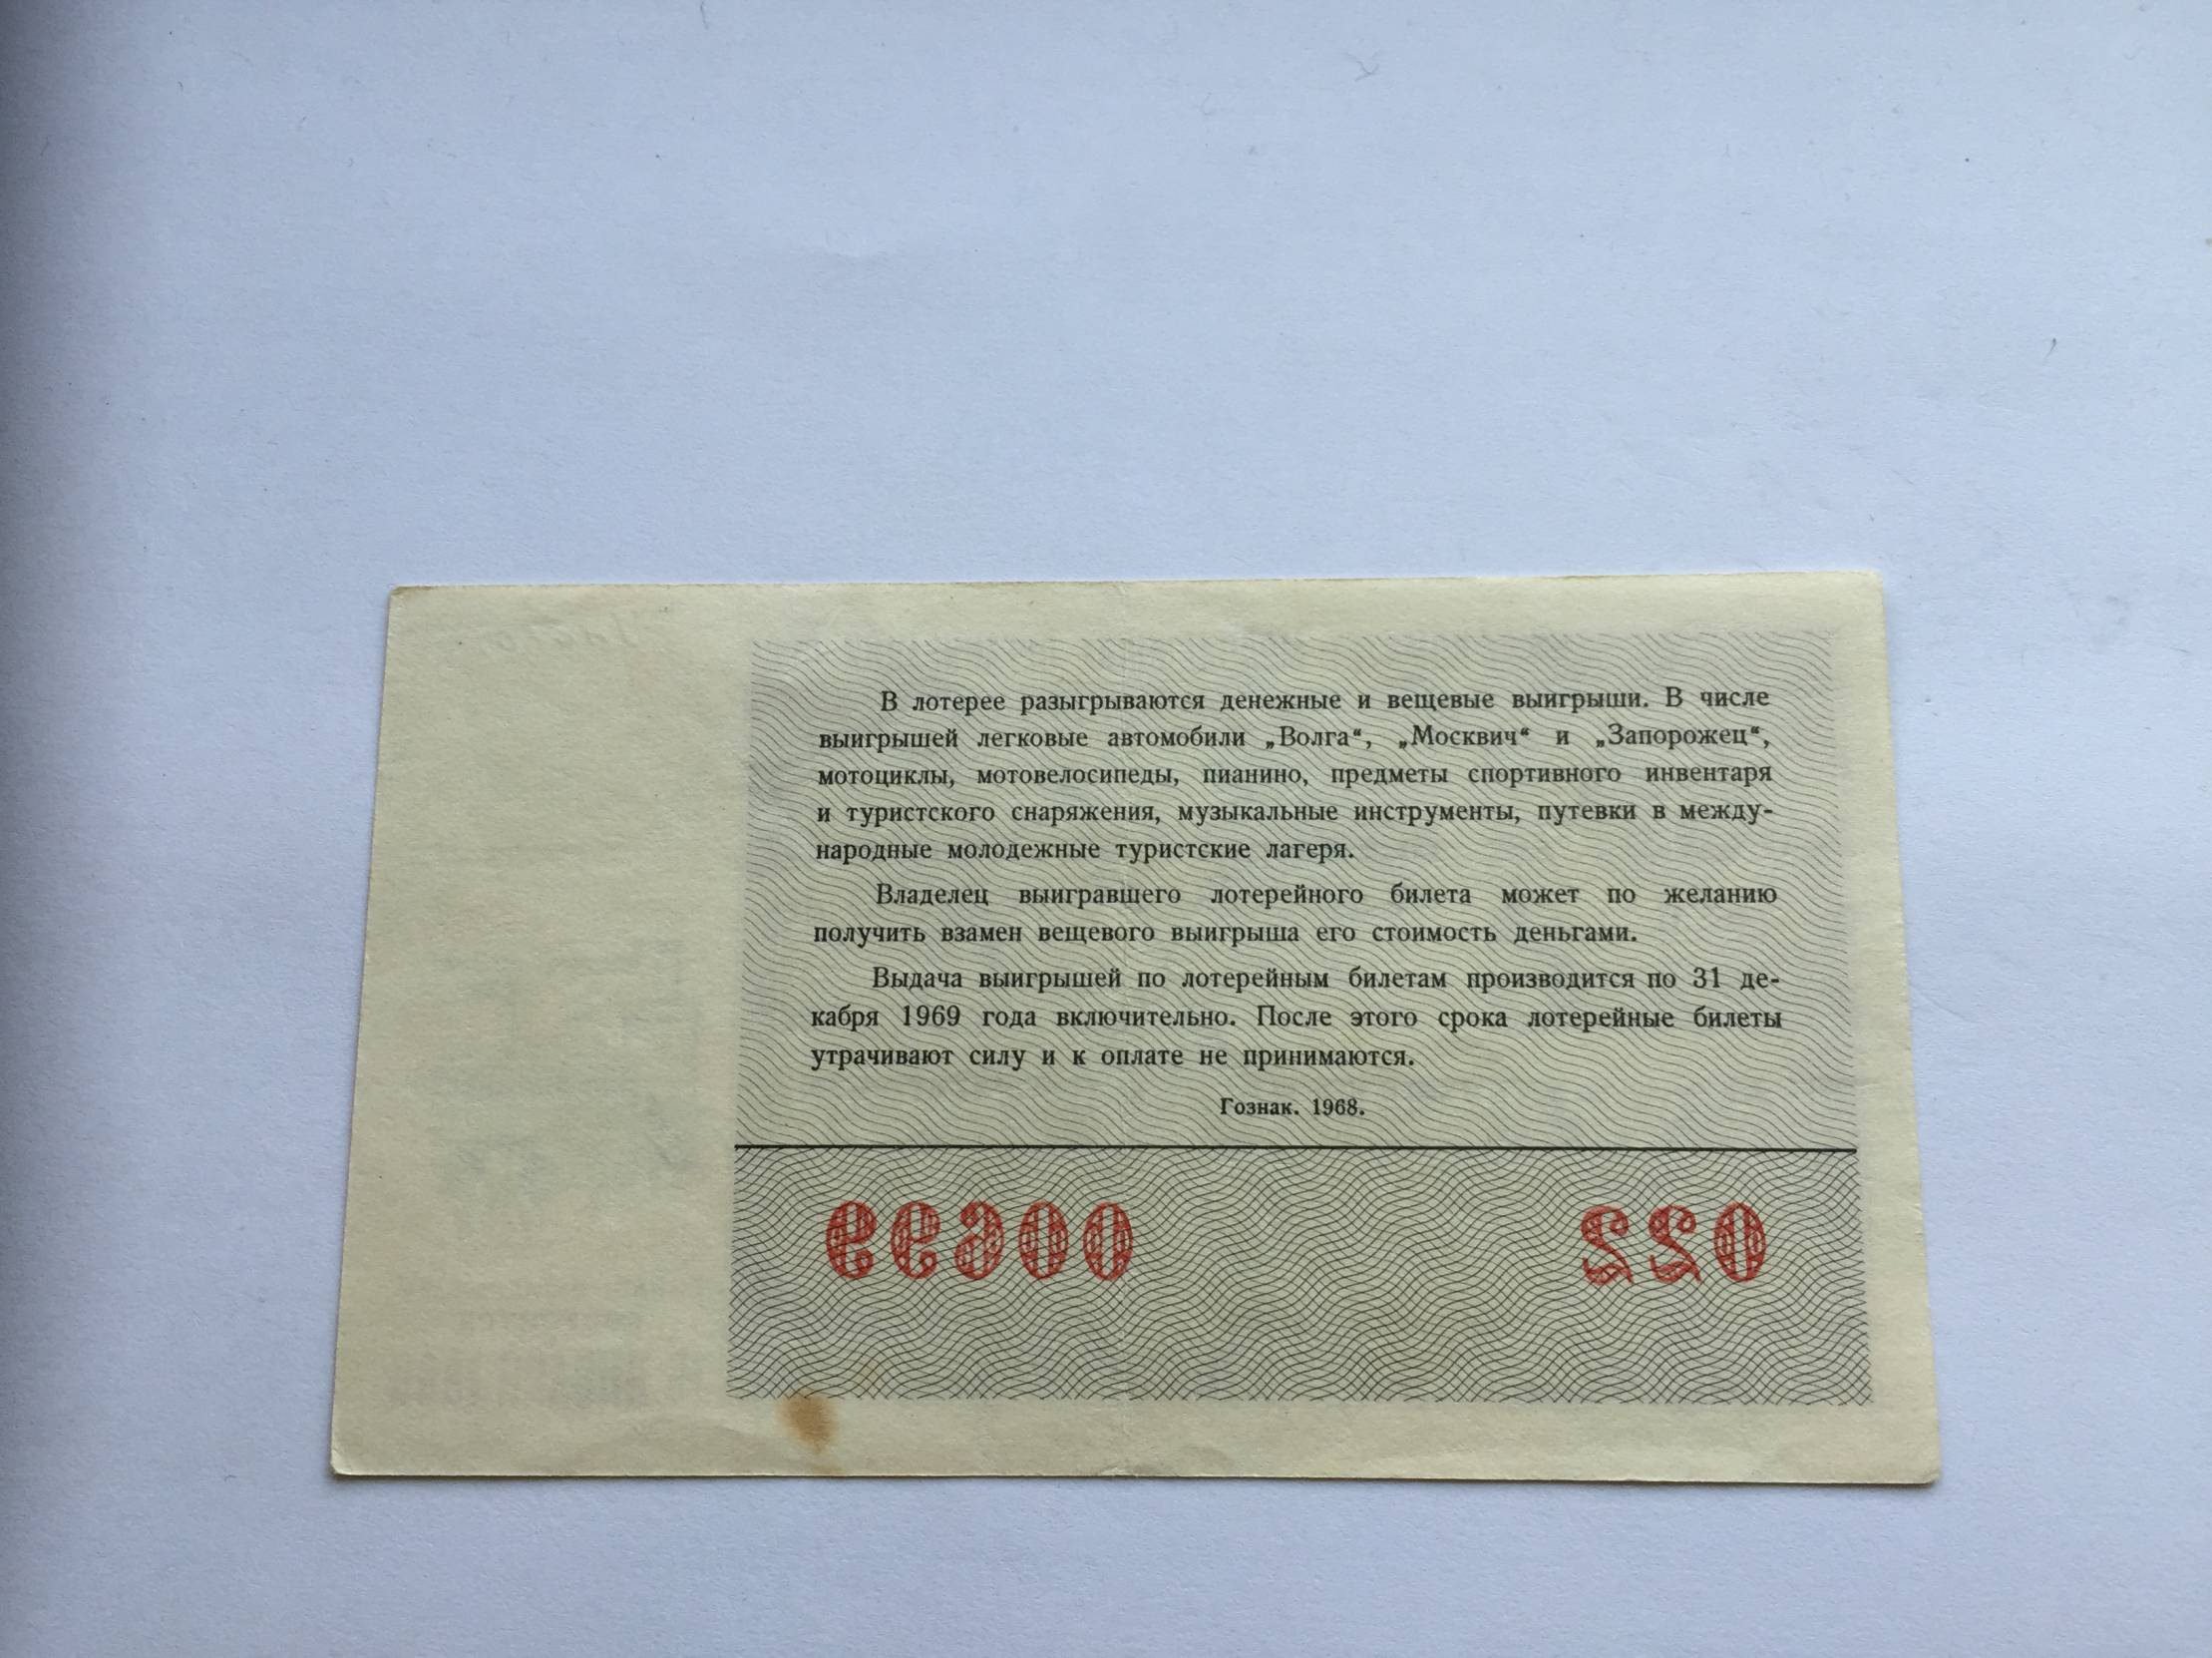 В лотерее разыгрываются денежные и вещевые выигрыши. В числе
выигрышей легковые автомобили „Волга“, „Москвич“ и „Запорожец“,
мотоциклы, мотовелосипеды, пианино, предметы спортивного инвентаря
и туристского снаряжения, музыкальные инструменты, путевки в между-
народные молодежные туристские лагеря.
Владелец выигравшего лотерейного билета может по желанию
получить взамен вещевого выигрыша его стоимость деньгами.
Выдача выигрышей по лотерейным билетам производится по 31 де-
кабря 1969 года включительно. После этого срока лотерейные билеты
утрачивают силу и к оплате не принимаются.
Гознак. 1968.
022 00699